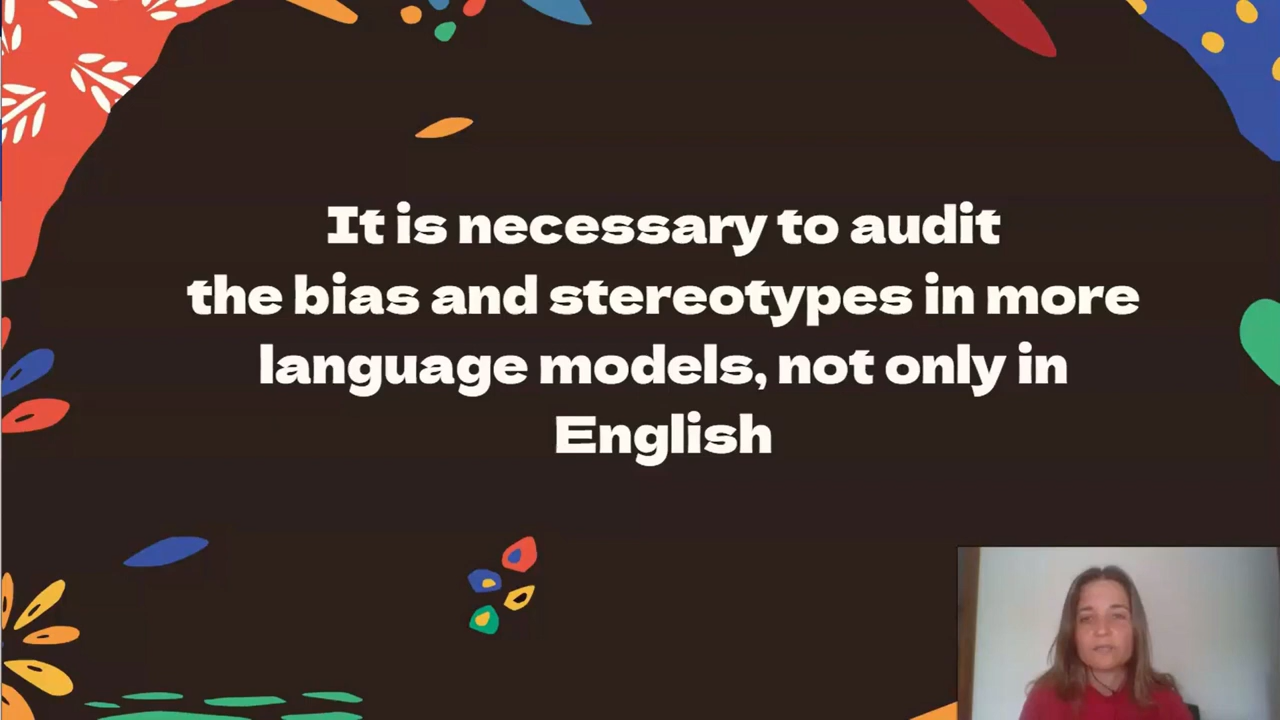 It is necessary to audit
the bias and stereotypes in more
language models, not only in
English